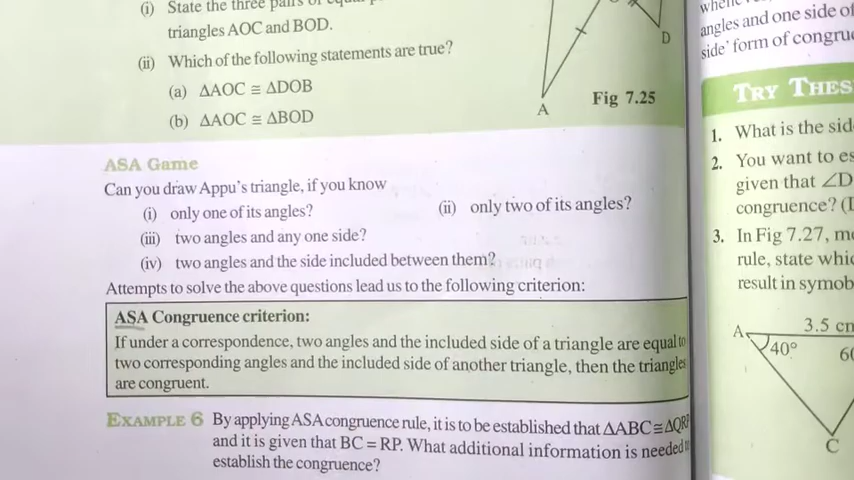 (i) State the three pairs of
triangles AOC and BOD.
(ii) Which of the following statements are true?
(a) ΔAOC ≅ ΔDOB
(b) ΔAOC ≅ ΔBOD
D
A
Fig 7.25
ASA Game
Can you draw Appu's triangle, if you know
(i) only one of its angles?
(ii) only two of its angles?
(iii) two angles and any one side?
(iv) two angles and the side included between them?
Attempts to solve the above questions lead us to the following criterion:
ASA Congruence criterion:
If under a correspondence, two angles and the included side of a triangle are equal to
two corresponding angles and the included side of another triangle, then the triangles
are congruent.
EXAMPLE 6 By applying ASA congruence rule, it is to be established that ΔABC ≅ ΔQRP
and it is given that BC = RP. What additional information is needed to
establish the congruence?
angles and one side of
side' form of
TRY
1. What is the
2. You want to
given that
congruence?
3. In Fig 7.27,
rule, state
result in
A
3.5
40°
C